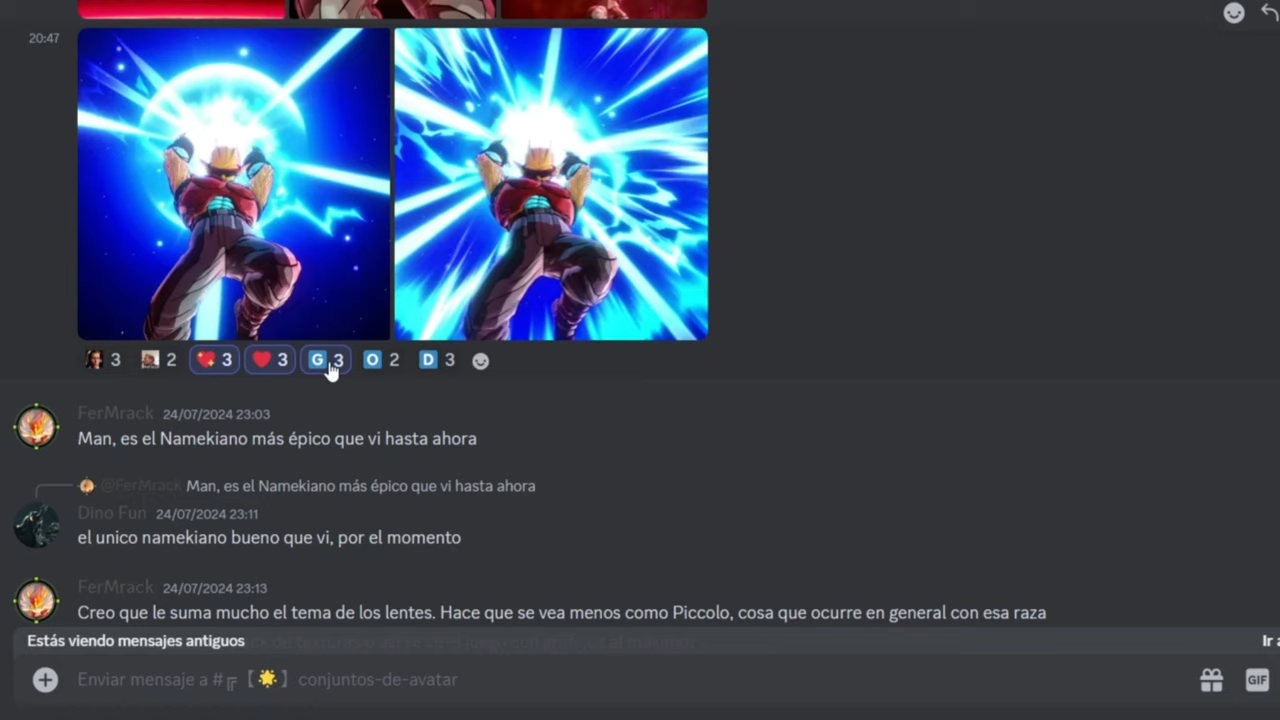 20:47
3 2 3 3 G 3 O 2 D 3
FerMrack 24/07/2024 23:03
Man, es el Namekiano más épico que vi hasta ahora
@FerMrack Man, es el Namekiano más épico que vi hasta ahora
Dino Fun 24/07/2024 23:11
el unico namekiano bueno que vi, por el momento
FerMrack 24/07/2024 23:13
Creo que le suma mucho el tema de los lentes. Hace que se vea menos como Piccolo, cosa que ocurre en general con esa raza
Estás viendo mensajes antiguos Ir
Enviar mensaje a #╔【🌟】conjuntos-de-avatar GIF